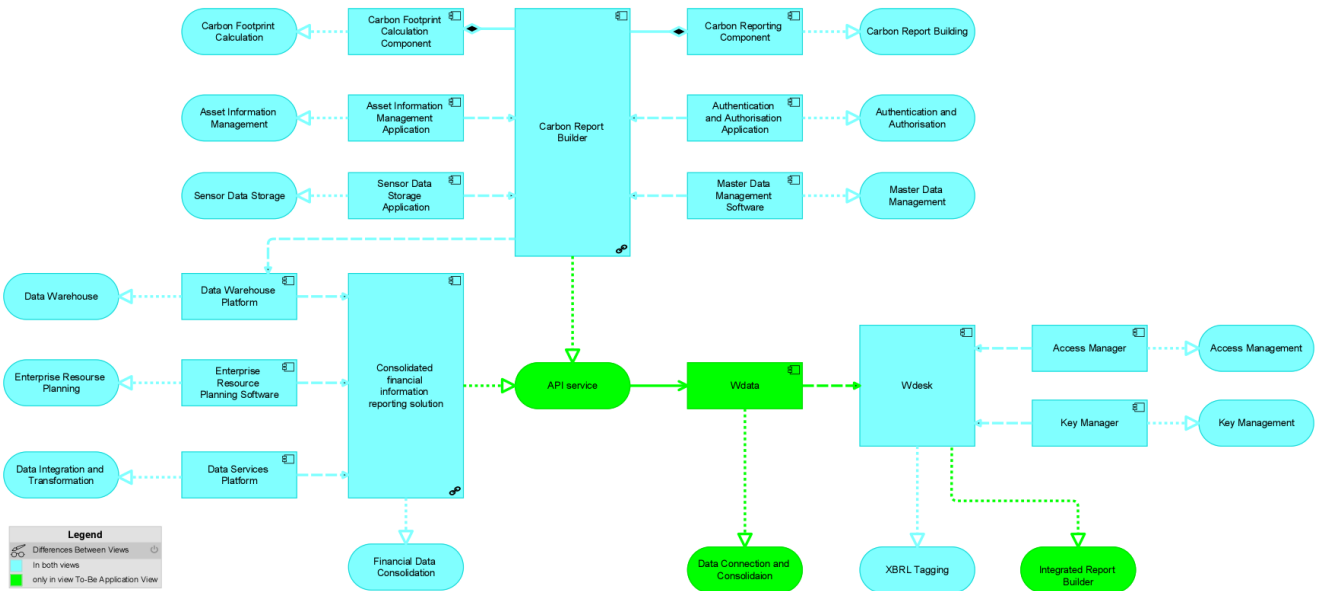 Carbon Footprint
Calculation
Carbon Footprint
Calculation
Component
Carbon Report
Builder
Carbon Reporting
Component
Carbon Report Building
Asset Information
Management
Asset Information
Management
Application
Authentication
and Authorisation
Application
Authentication and
Authorisation
Sensor Data Storage
Sensor Data
Storage
Application
Master Data
Management
Software
Master Data
Management
Data Warehouse
Data Warehouse
Platform
Enterprise Resourse
Planning
Enterprise
Resource
Planning Software
Consolidated
financial
information
reporting solution
API service
Wdata
Wdesk
Access Manager
Access Management
Key Manager
Key Management
Data Integration and
Transformation
Data Services
Platform
Financial Data
Consolidation
Data Connection and
Consolidaion
XBRL Tagging
Integrated Report
Builder
Legend
Differences Between Views
In both views
only in view To-Be Application View